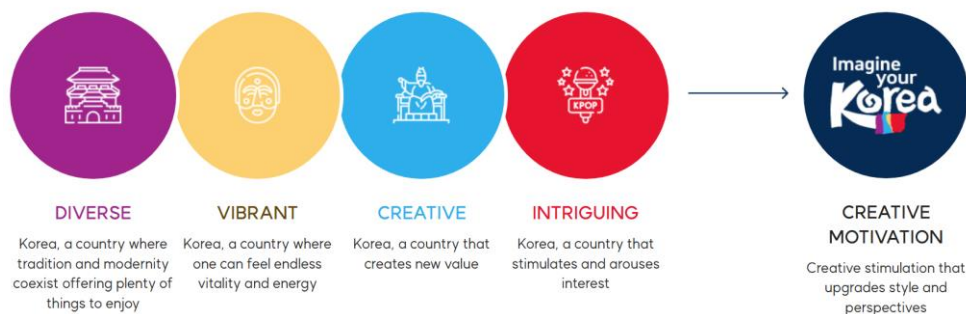 KPOP
Imagine
your
Korea
DIVERSE
Korea, a country where
tradition and modernity
coexist offering plenty of
things to enjoy
VIBRANT
Korea, a country where
one can feel endless
vitality and energy
CREATIVE
Korea, a country that
creates new value
INTRIGUING
Korea, a country that
stimulates and arouses
interest
CREATIVE
MOTIVATION
Creative stimulation that
upgrades style and
perspectives